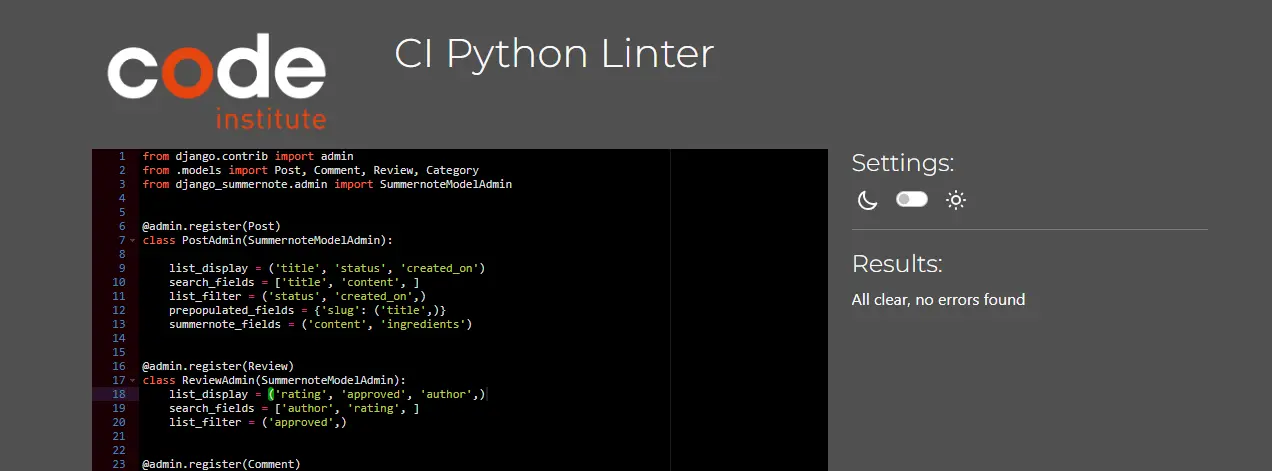 code
institute
CI Python Linter
1 from django.contrib import admin
2 from .models import Post, Comment, Review, Category
3 from django_summernote.admin import SummernoteModelAdmin
4
5
6 @admin.register(Post)
7 class PostAdmin(SummernoteModelAdmin):
8
9     list_display = ('title', 'status', 'created_on')
10     search_fields = ['title', 'content', ]
11     list_filter = ('status', 'created_on',)
12     prepopulated_fields = {'slug': ('title',)}
13     summernote_fields = ('content', 'ingredients')
14
15
16 @admin.register(Review)
17 class ReviewAdmin(SummernoteModelAdmin):
18     list_display = ('rating', 'approved', 'author',)
19     search_fields = ['author', 'rating', ]
20     list_filter = ('approved',)
21
22
23 @admin.register(Comment)
Settings:
Results:
All clear, no errors found